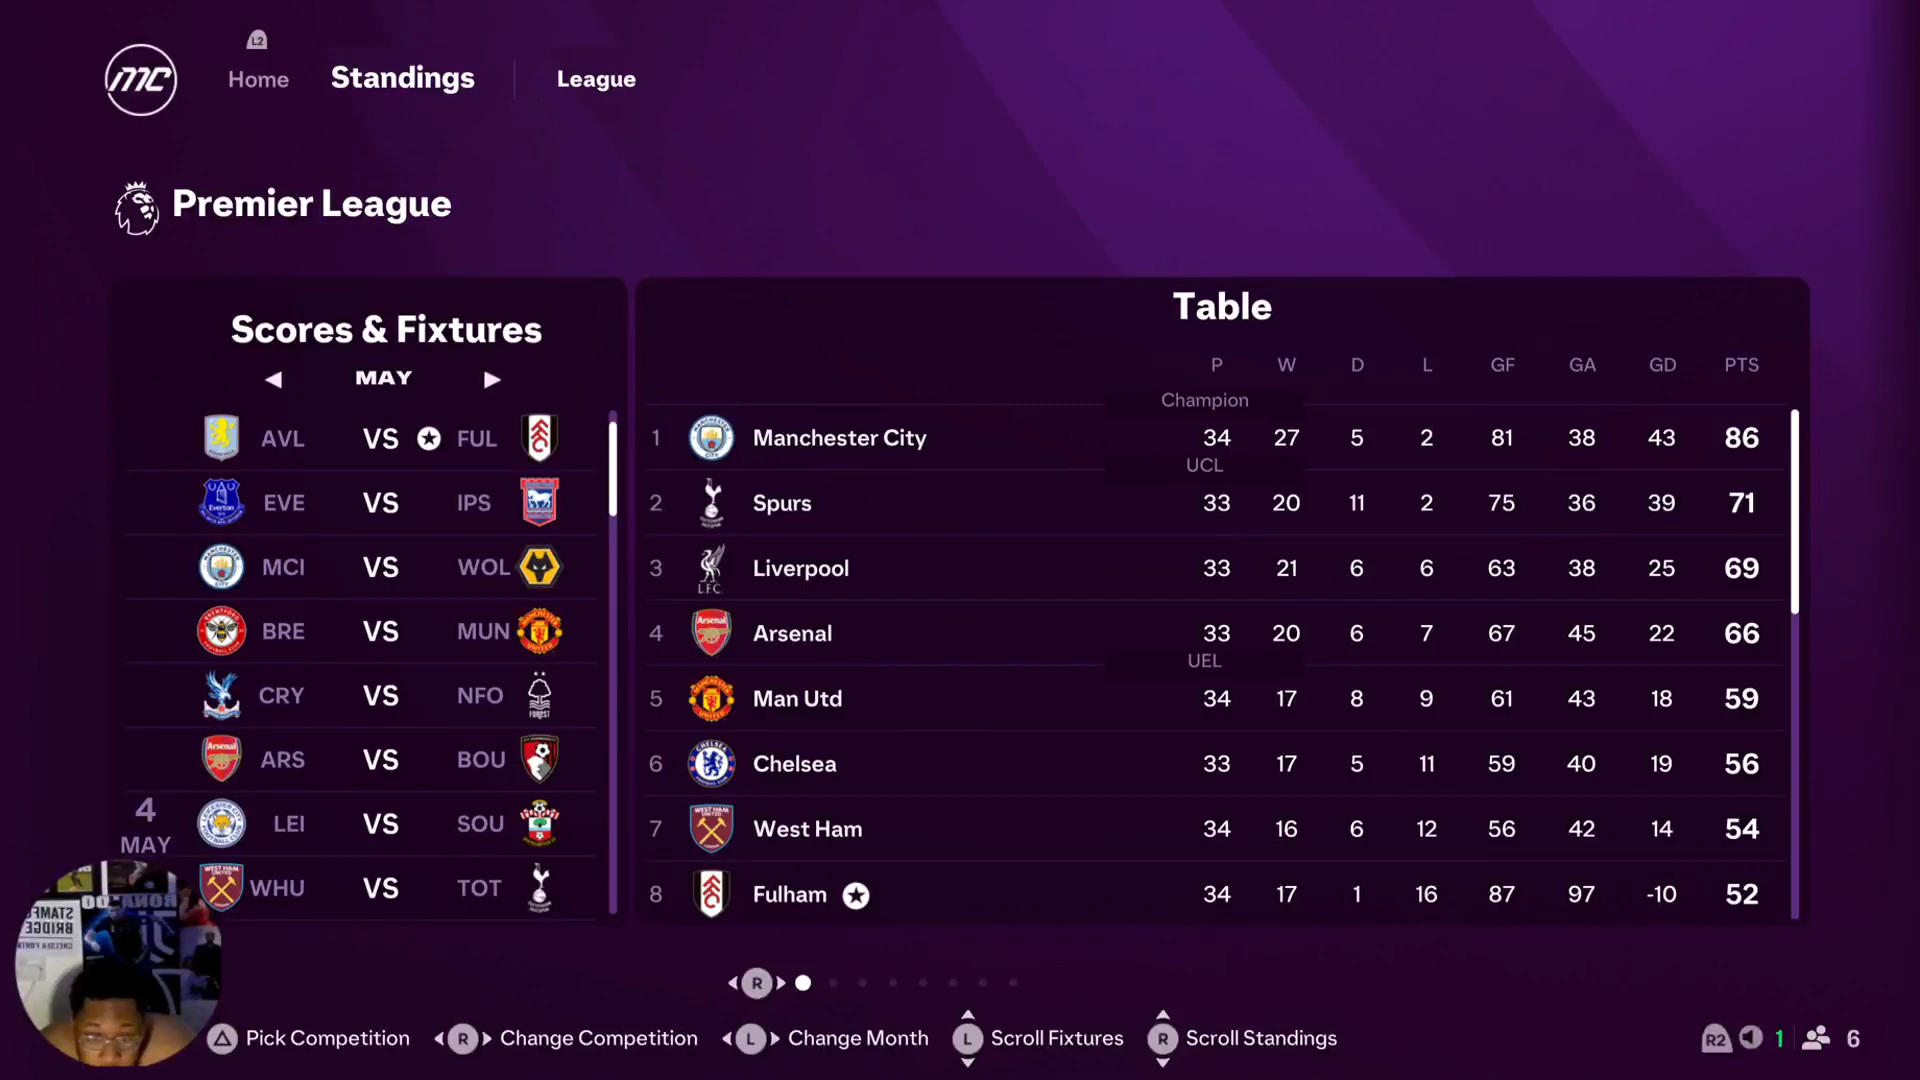 L2
MC Home Standings League
Premier League
Scores & Fixtures
MAY
AVL VS FUL
EVE VS IPS
MCI VS WOL
BRE VS MUN
CRY VS NFO
ARS VS BOU
4 MAY
LEI VS SOU
WHU VS TOT
Table
P W D L GF GA GD PTS
Champion
1 Manchester City 34 27 5 2 81 38 43 86
UCL
2 Spurs 33 20 11 2 75 36 39 71
3 Liverpool 33 21 6 6 63 38 25 69
4 Arsenal 33 20 6 7 67 45 22 66
UEL
5 Man Utd 34 17 8 9 61 43 18 59
6 Chelsea 33 17 5 11 59 40 19 56
7 West Ham 34 16 6 12 56 42 14 54
8 Fulham 34 17 1 16 87 97 -10 52
R
Pick Competition R Change Competition L Change Month L Scroll Fixtures R Scroll Standings
R2 1 6
STAMFORD BRIDGE
RONALDO